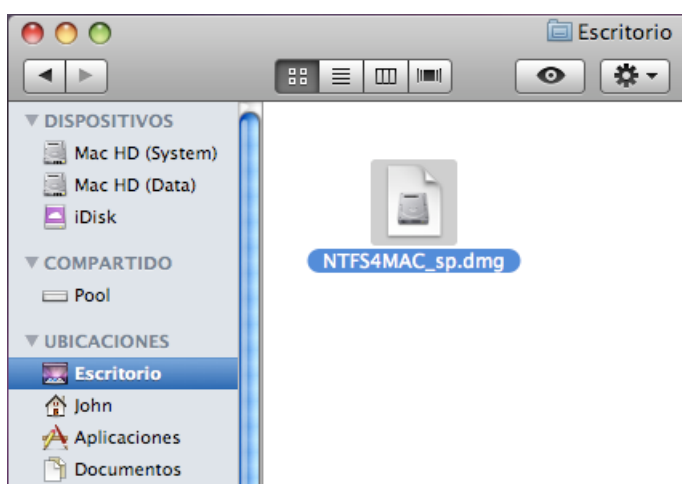 Escritorio
DISPOSITIVOS
Mac HD (System)
Mac HD (Data)
iDisk
COMPARTIDO
Pool
UBICACIONES
Escritorio
John
Aplicaciones
Documentos
NTFS4MAC_sp.dmg